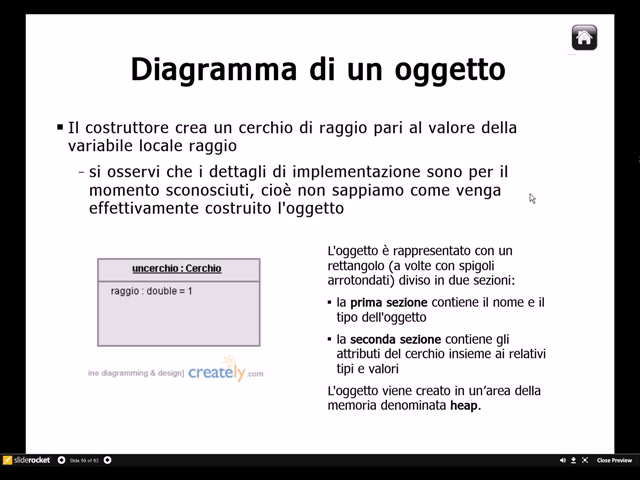 Diagramma di un oggetto
▪ Il costruttore crea un cerchio di raggio pari al valore della
variabile locale raggio
- si osservi che i dettagli di implementazione sono per il
momento sconosciuti, cioè non sappiamo come venga
effettivamente costruito l'oggetto
uncerchio : Cerchio
raggio : double = 1
ine diagramming & design| creately.com
L'oggetto è rappresentato con un
rettangolo (a volte con spigoli
arrotondati) diviso in due sezioni:
▪ la prima sezione contiene il nome e il
tipo dell'oggetto
▪ la seconda sezione contiene gli
attributi del cerchio insieme ai relativi
tipi e valori
L'oggetto viene creato in un'area della
memoria denominata heap.
sliderocket Slide 59 of 93 Close Preview